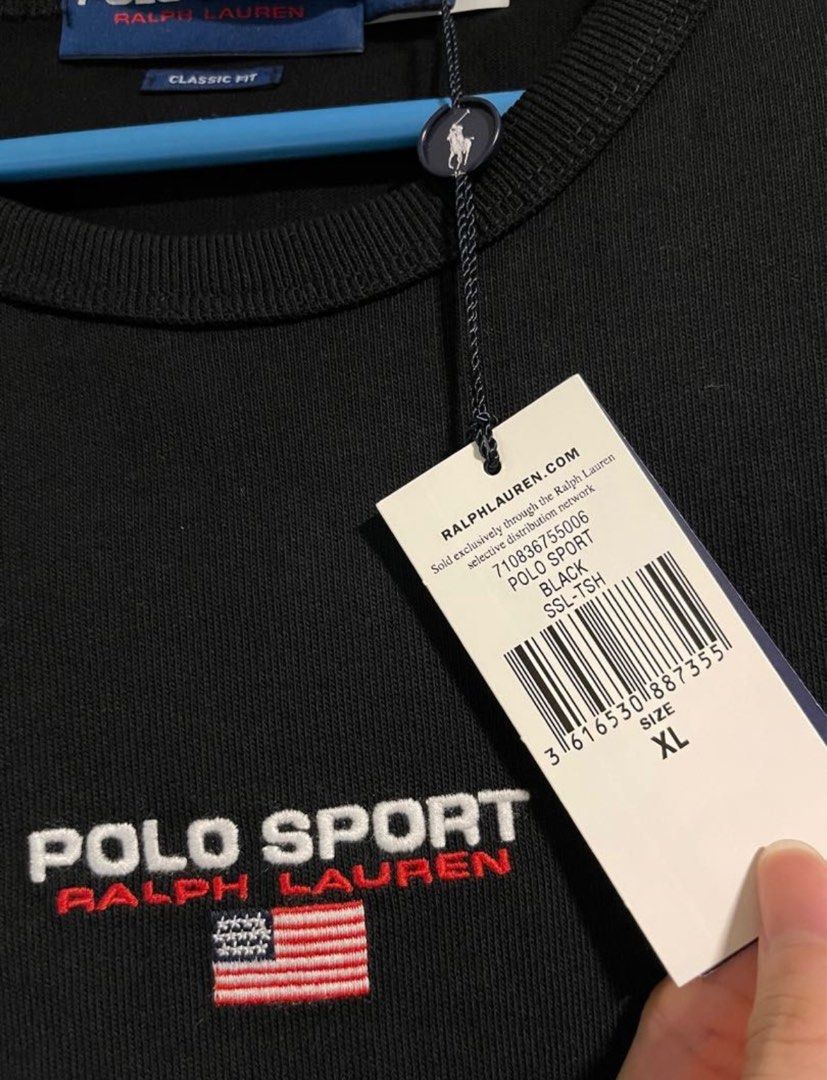 RALPH LAUREN
CLASSIC FIT
RALPHLAUREN.COM
Sold exclusively through the Ralph Lauren
selective distribution network
710836755006
POLO SPORT
BLACK
SSL-TSH
3 616530 887355
SIZE
XL
POLO SPORT
RALPH LAUREN